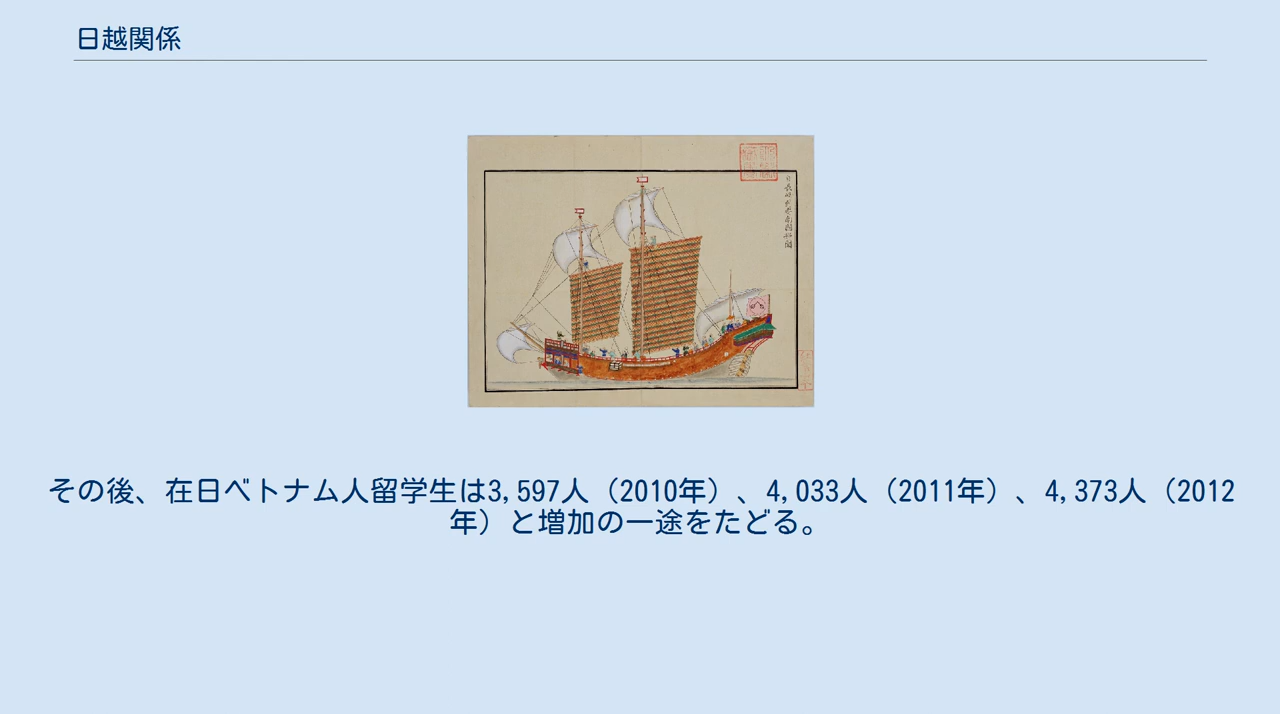 日越関係
その後、在日ベトナム人留学生は3,597人（2010年）、4,033人（2011年）、4,373人（2012
年）と増加の一途をたどる。